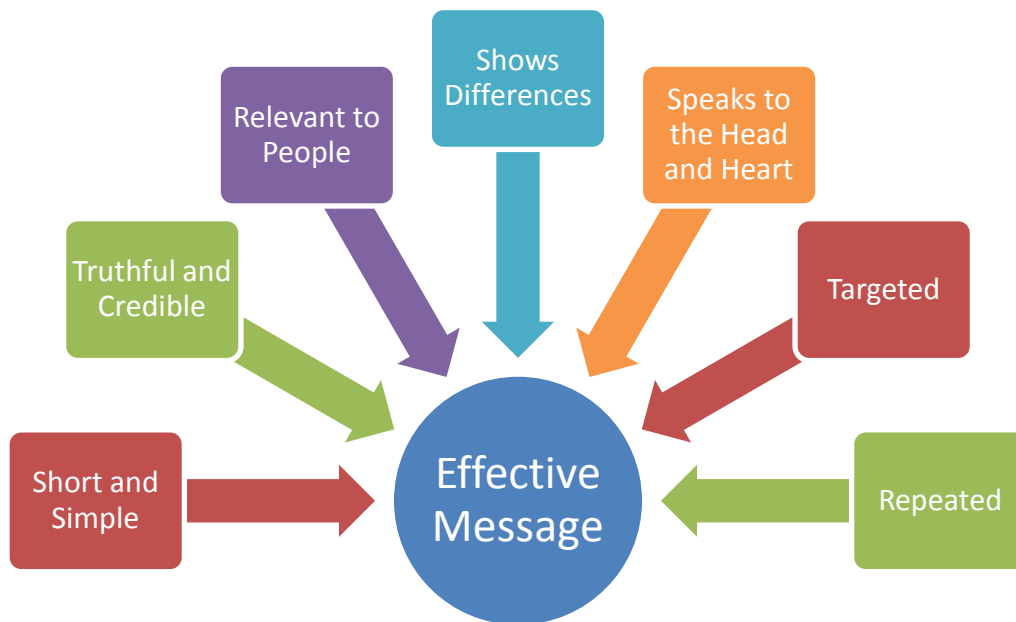 Short and
Simple
Truthful and
Credible
Relevant to
People
Shows
Differences
Speaks to
the Head
and Heart
Targeted
Repeated
Effective
Message